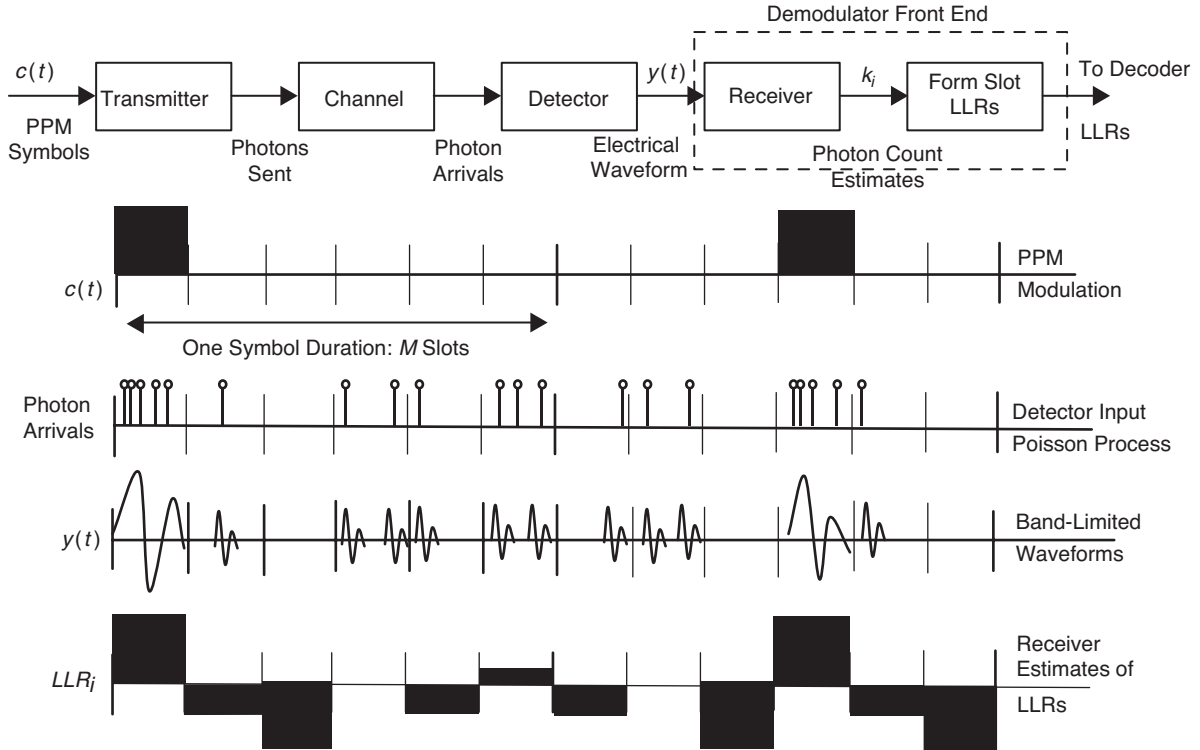 Demodulator Front End
c(t)
Transmitter
Channel
Detector
y(t)
Receiver
k_i
Form Slot
LLRs
To Decoder
LLRs
PPM
Symbols
Photons
Sent
Photon
Arrivals
Electrical
Waveform
Photon Count
Estimates
c(t)
PPM
Modulation
One Symbol Duration: M Slots
Photon
Arrivals
Detector Input
Poisson Process
y(t)
Band-Limited
Waveforms
LLR_i
Receiver
Estimates of
LLRs